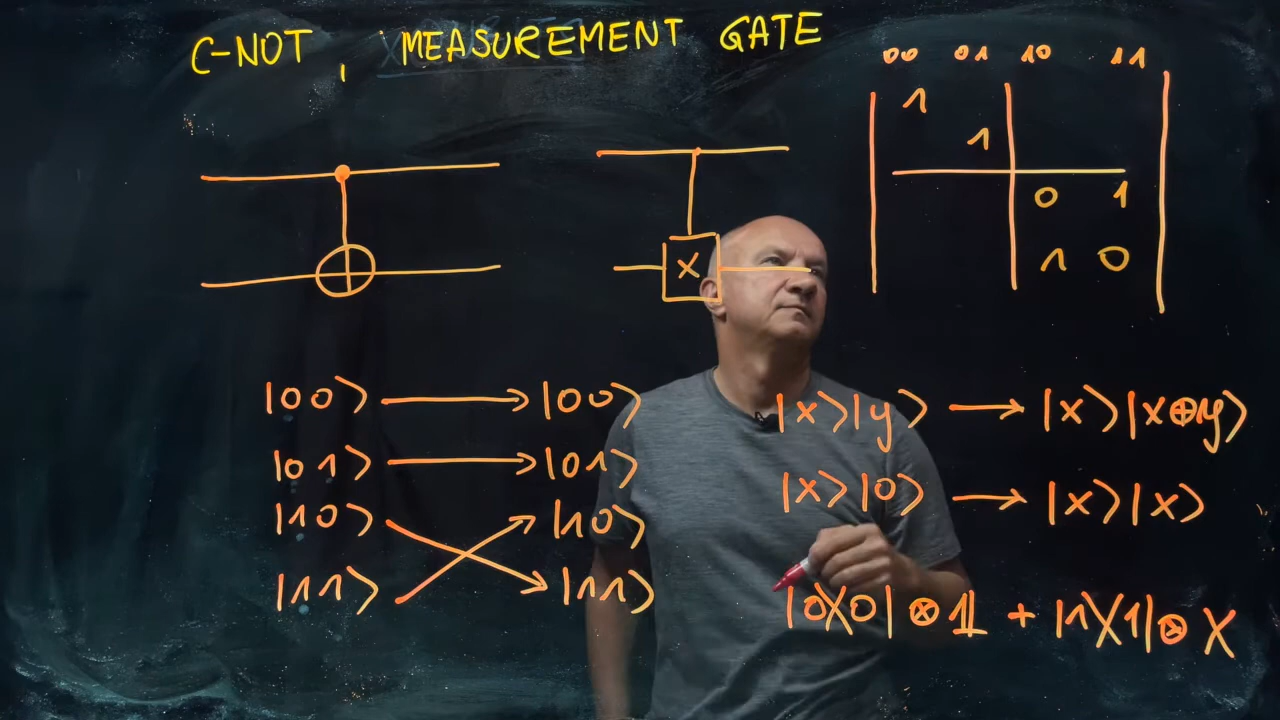 C-NOT, MEASUREMENT GATE
00 01 10 11
1
1
0 1
1 0
X
|00⟩ → |00⟩
|01⟩ → |01⟩
|10⟩ |10⟩
|11⟩ |11⟩
|x⟩|y⟩ → |x⟩|x⊕y⟩
|x⟩|0⟩ → |x⟩|x⟩
|0⟩⟨0| ⊗ 𝟙 + |1⟩⟨1| ⊗ X